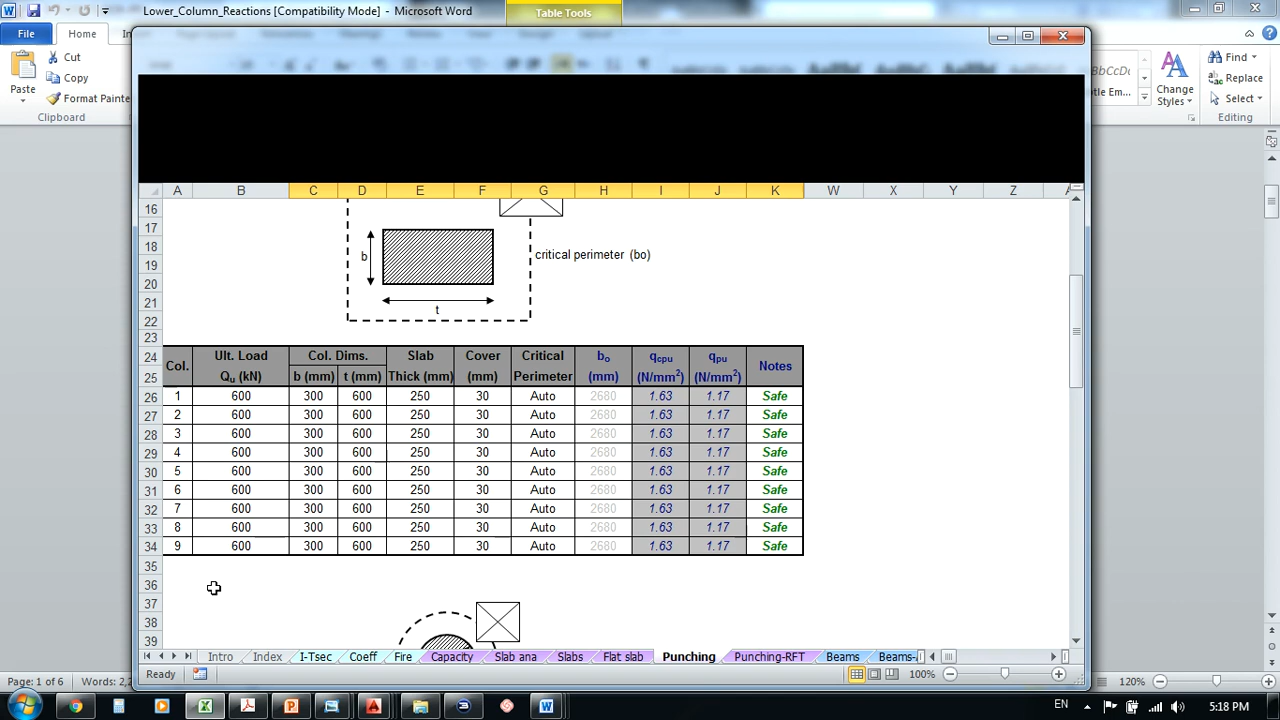 Lower_Column_Reactions [Compatibility Mode] - Microsoft Word
Table Tools
File Home
Cut
Copy
Format Painte
Paste
Clipboard
Change
Styles
Find
Replace
Select
Editing
A B C D E F G H I J K W X Y Z
16
17
18
19
20
21
22
23
24
25
26
27
28
29
30
31
32
33
34
35
36
37
38
39
b
t
critical perimeter (bo)
Col. Ult. Load Col. Dims. Slab Cover Critical bo qcpu qpu Notes
Qu (kN) b (mm) t (mm) Thick (mm) (mm) Perimeter (mm) (N/mm2) (N/mm2)
1 600 300 600 250 30 Auto 2680 1.63 1.17 Safe
2 600 300 600 250 30 Auto 2680 1.63 1.17 Safe
3 600 300 600 250 30 Auto 2680 1.63 1.17 Safe
4 600 300 600 250 30 Auto 2680 1.63 1.17 Safe
5 600 300 600 250 30 Auto 2680 1.63 1.17 Safe
6 600 300 600 250 30 Auto 2680 1.63 1.17 Safe
7 600 300 600 250 30 Auto 2680 1.63 1.17 Safe
8 600 300 600 250 30 Auto 2680 1.63 1.17 Safe
9 600 300 600 250 30 Auto 2680 1.63 1.17 Safe
Intro Index I-Tsec Coeff Fire Capacity Slab ana Slabs Flat slab Punching Punching-RFT Beams Beams-
Ready 100%
Page: 1 of 6 Words: 2, 120%
EN 5:18 PM